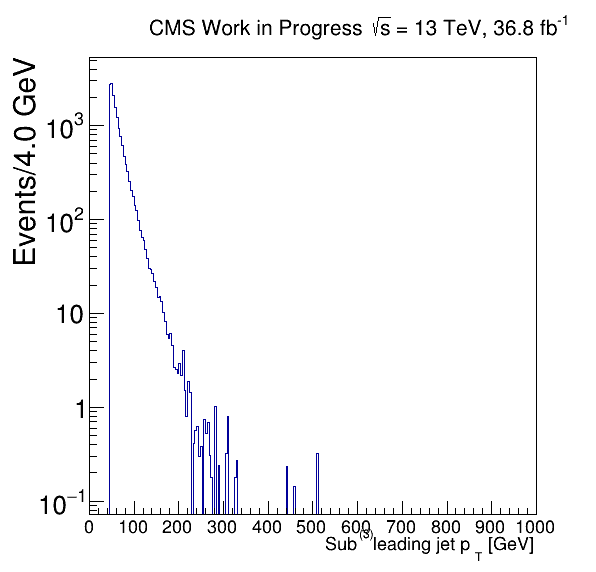 CMS Work in Progress √s = 13 TeV, 36.8 fb⁻¹
Events/4.0 GeV
10³
10²
10
1
10⁻¹
0 100 200 300 400 500 600 700 800 900 1000
Sub⁽³⁾leading jet p_T [GeV]